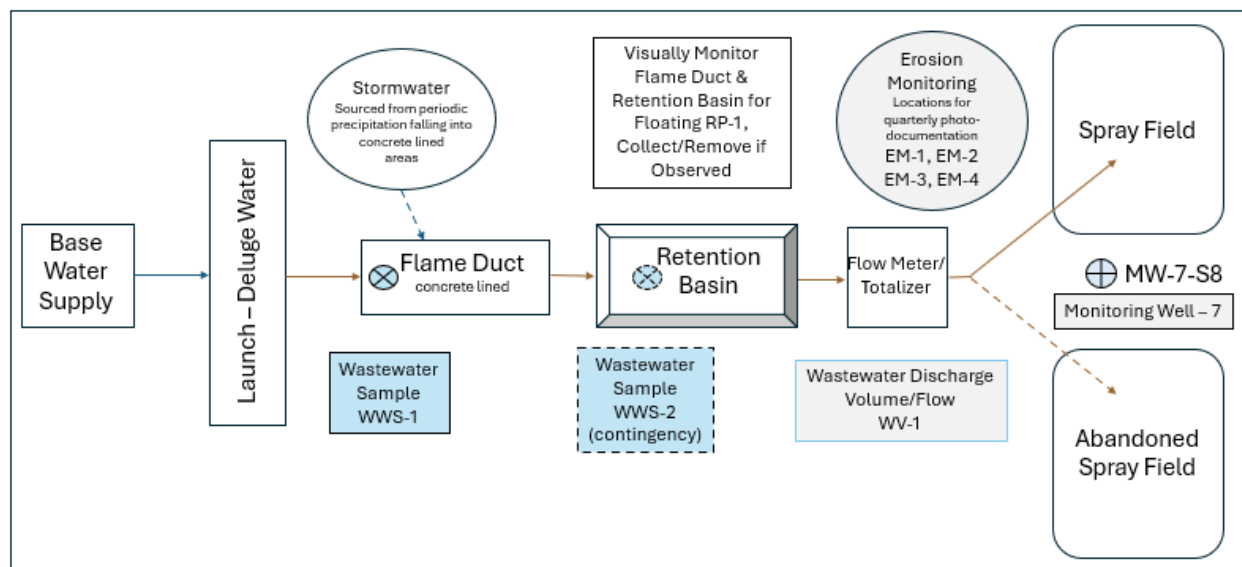 Base
Water
Supply
Launch – Deluge Water
Stormwater
Sourced from periodic
precipitation falling into
concrete lined
areas
Flame Duct
concrete lined
Wastewater
Sample
WWS-1
Visually Monitor
Flame Duct &
Retention Basin for
Floating RP-1,
Collect/Remove if
Observed
Retention
Basin
Wastewater
Sample
WWS-2
(contingency)
Erosion
Monitoring
Locations for
quarterly photo-
documentation
EM-1, EM-2
EM-3, EM-4
Flow Meter/
Totalizer
Wastewater Discharge
Volume/Flow
WV-1
Spray Field
MW-7-S8
Monitoring Well – 7
Abandoned
Spray Field